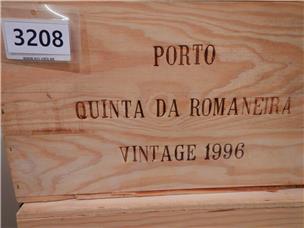 3208
PORTO
QUINTA DA ROMANEIRA
VINTAGE 1996